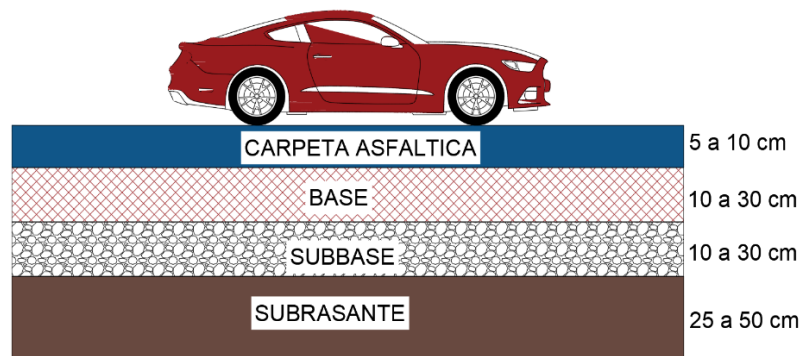 CARPETA ASFALTICA
5 a 10 cm
BASE
10 a 30 cm
SUBBASE
10 a 30 cm
SUBRASANTE
25 a 50 cm